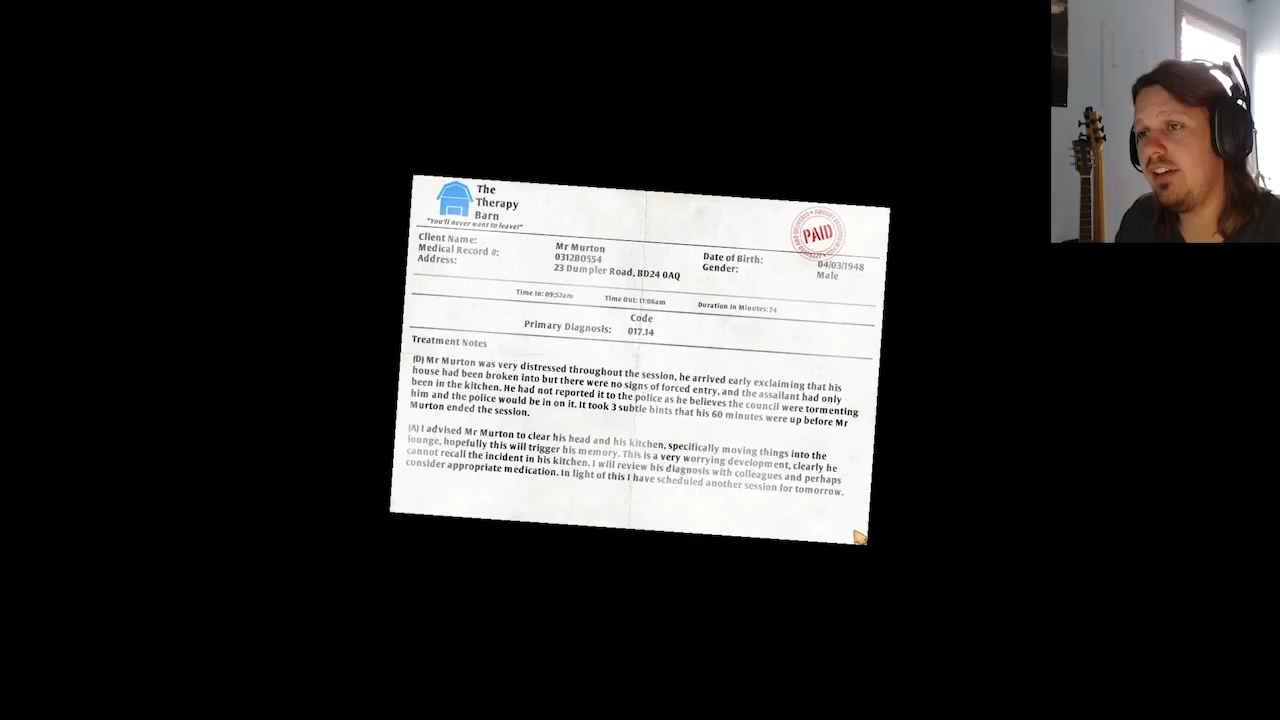 The
Therapy
Barn
"You'll never want to leave!"
PAID
Client Name: Mr Murton Date of Birth: 04/03/1948
Medical Record #: 0312B0554 Gender: Male
Address: 23 Dumpler Road, BD24 0AQ
Time In: 09:52am Time Out: 11:06am Duration in Minutes: 74
Code
Primary Diagnosis: 017.14
Treatment Notes
(D) Mr Murton was very distressed throughout the session, he arrived early exclaiming that his
house had been broken into but there were no signs of forced entry, and the assailant had only
been in the kitchen. He had not reported it to the police as he believes the council were tormenting
him and the police would be in on it. It took 3 subtle hints that his 60 minutes were up before Mr
Murton ended the session.
(A) I advised Mr Murton to clear his head and his kitchen, specifically moving things into the
lounge, hopefully this will trigger his memory. This is a very worrying development, clearly he
cannot recall the incident in his kitchen. I will review his diagnosis with colleagues and perhaps
consider appropriate medication. In light of this I have scheduled another session for tomorrow.